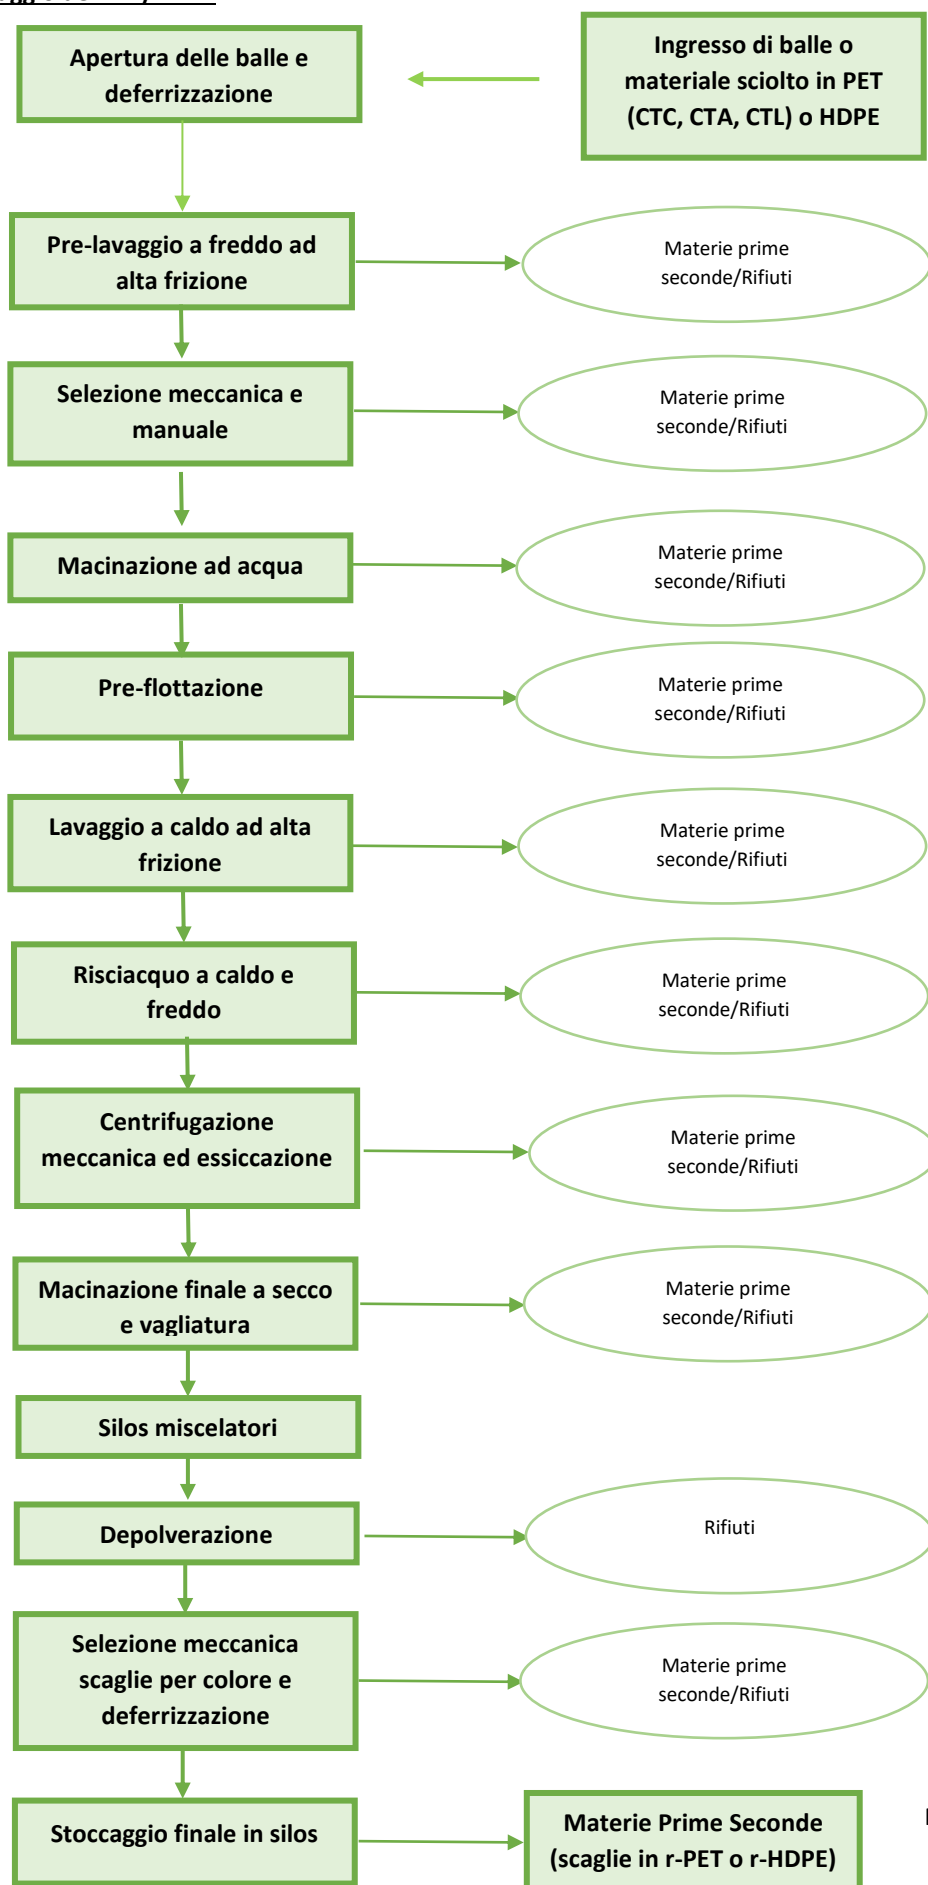 Apertura delle balle e
deferrizzazione
Ingresso di balle o
materiale sciolto in PET
(CTC, CTA, CTL) o HDPE
Pre-lavaggio a freddo ad
alta frizione
Materie prime
seconde/Rifiuti
Selezione meccanica e
manuale
Materie prime
seconde/Rifiuti
Macinazione ad acqua
Materie prime
seconde/Rifiuti
Pre-flottazione
Materie prime
seconde/Rifiuti
Lavaggio a caldo ad alta
frizione
Materie prime
seconde/Rifiuti
Risciacquo a caldo e
freddo
Materie prime
seconde/Rifiuti
Centrifugazione
meccanica ed essiccazione
Materie prime
seconde/Rifiuti
Macinazione finale a secco
e vagliatura
Materie prime
seconde/Rifiuti
Silos miscelatori
Depolverazione
Rifiuti
Selezione meccanica
scaglie per colore e
deferrizzazione
Materie prime
seconde/Rifiuti
Stoccaggio finale in silos
Materie Prime Seconde
(scaglie in r-PET o r-HDPE)